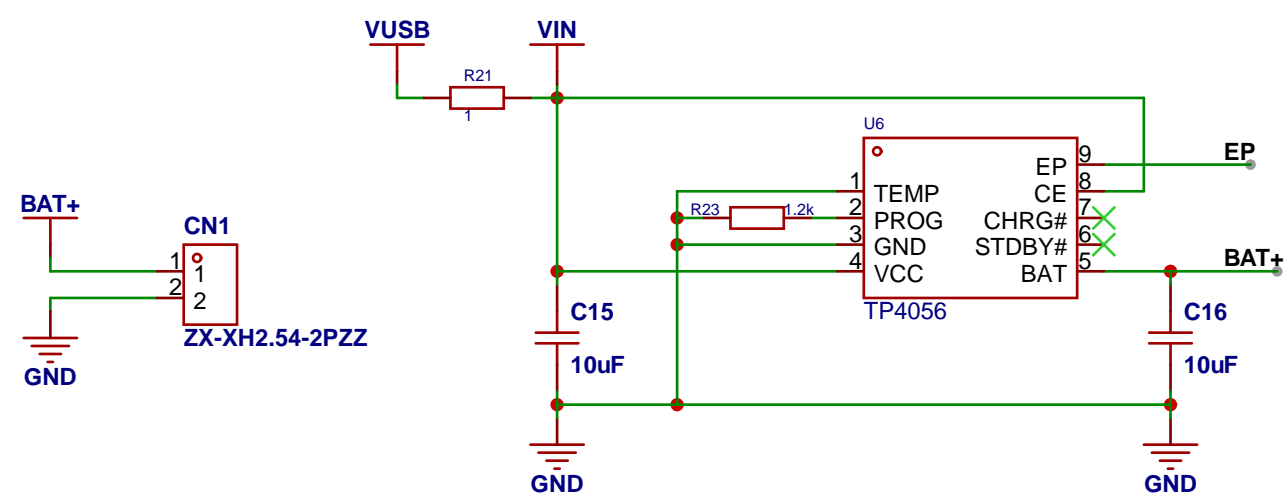 VUSB
VIN
R21
1
U6
EP
9
EP
1
TEMP
CE
8
BAT+
R23
1.2k
2
PROG
CHRG#
7
CN1
3
GND
STDBY#
6
1
1
4
VCC
BAT
5
BAT+
2
2
TP4056
C15
C16
ZX-XH2.54-2PZZ
10uF
10uF
GND
GND
GND